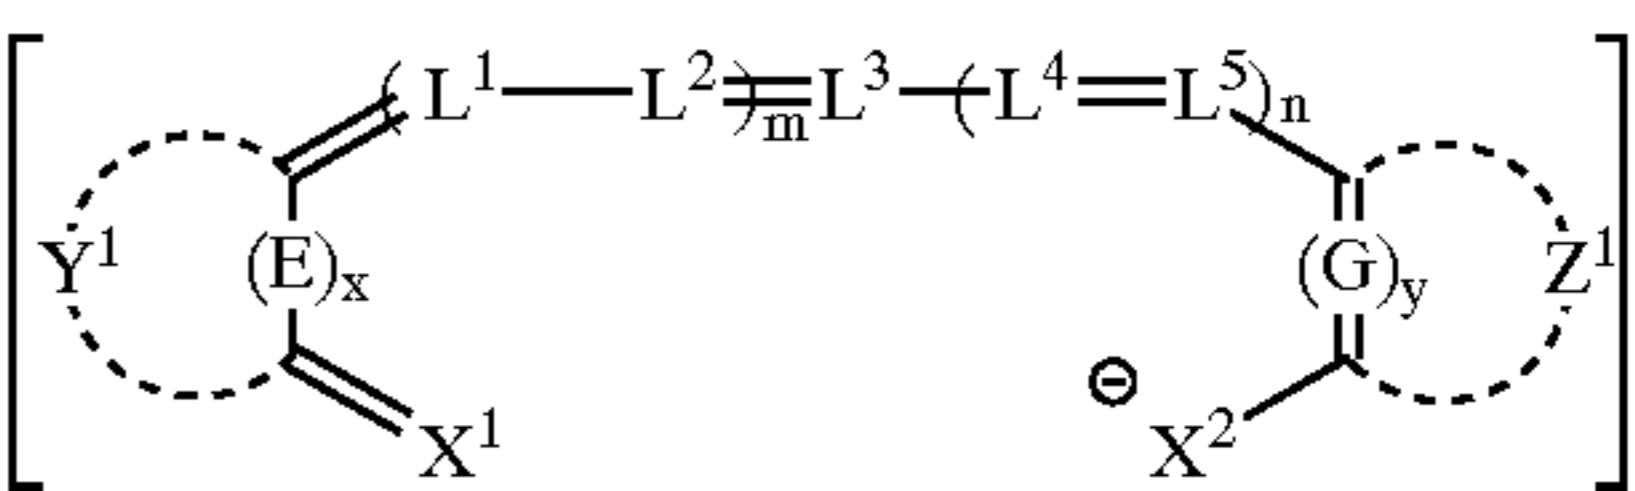 (L¹—L²)m=L³—(L⁴=L⁵)n
Y¹ (E)x (G)y Z¹
⊖
X¹ X²